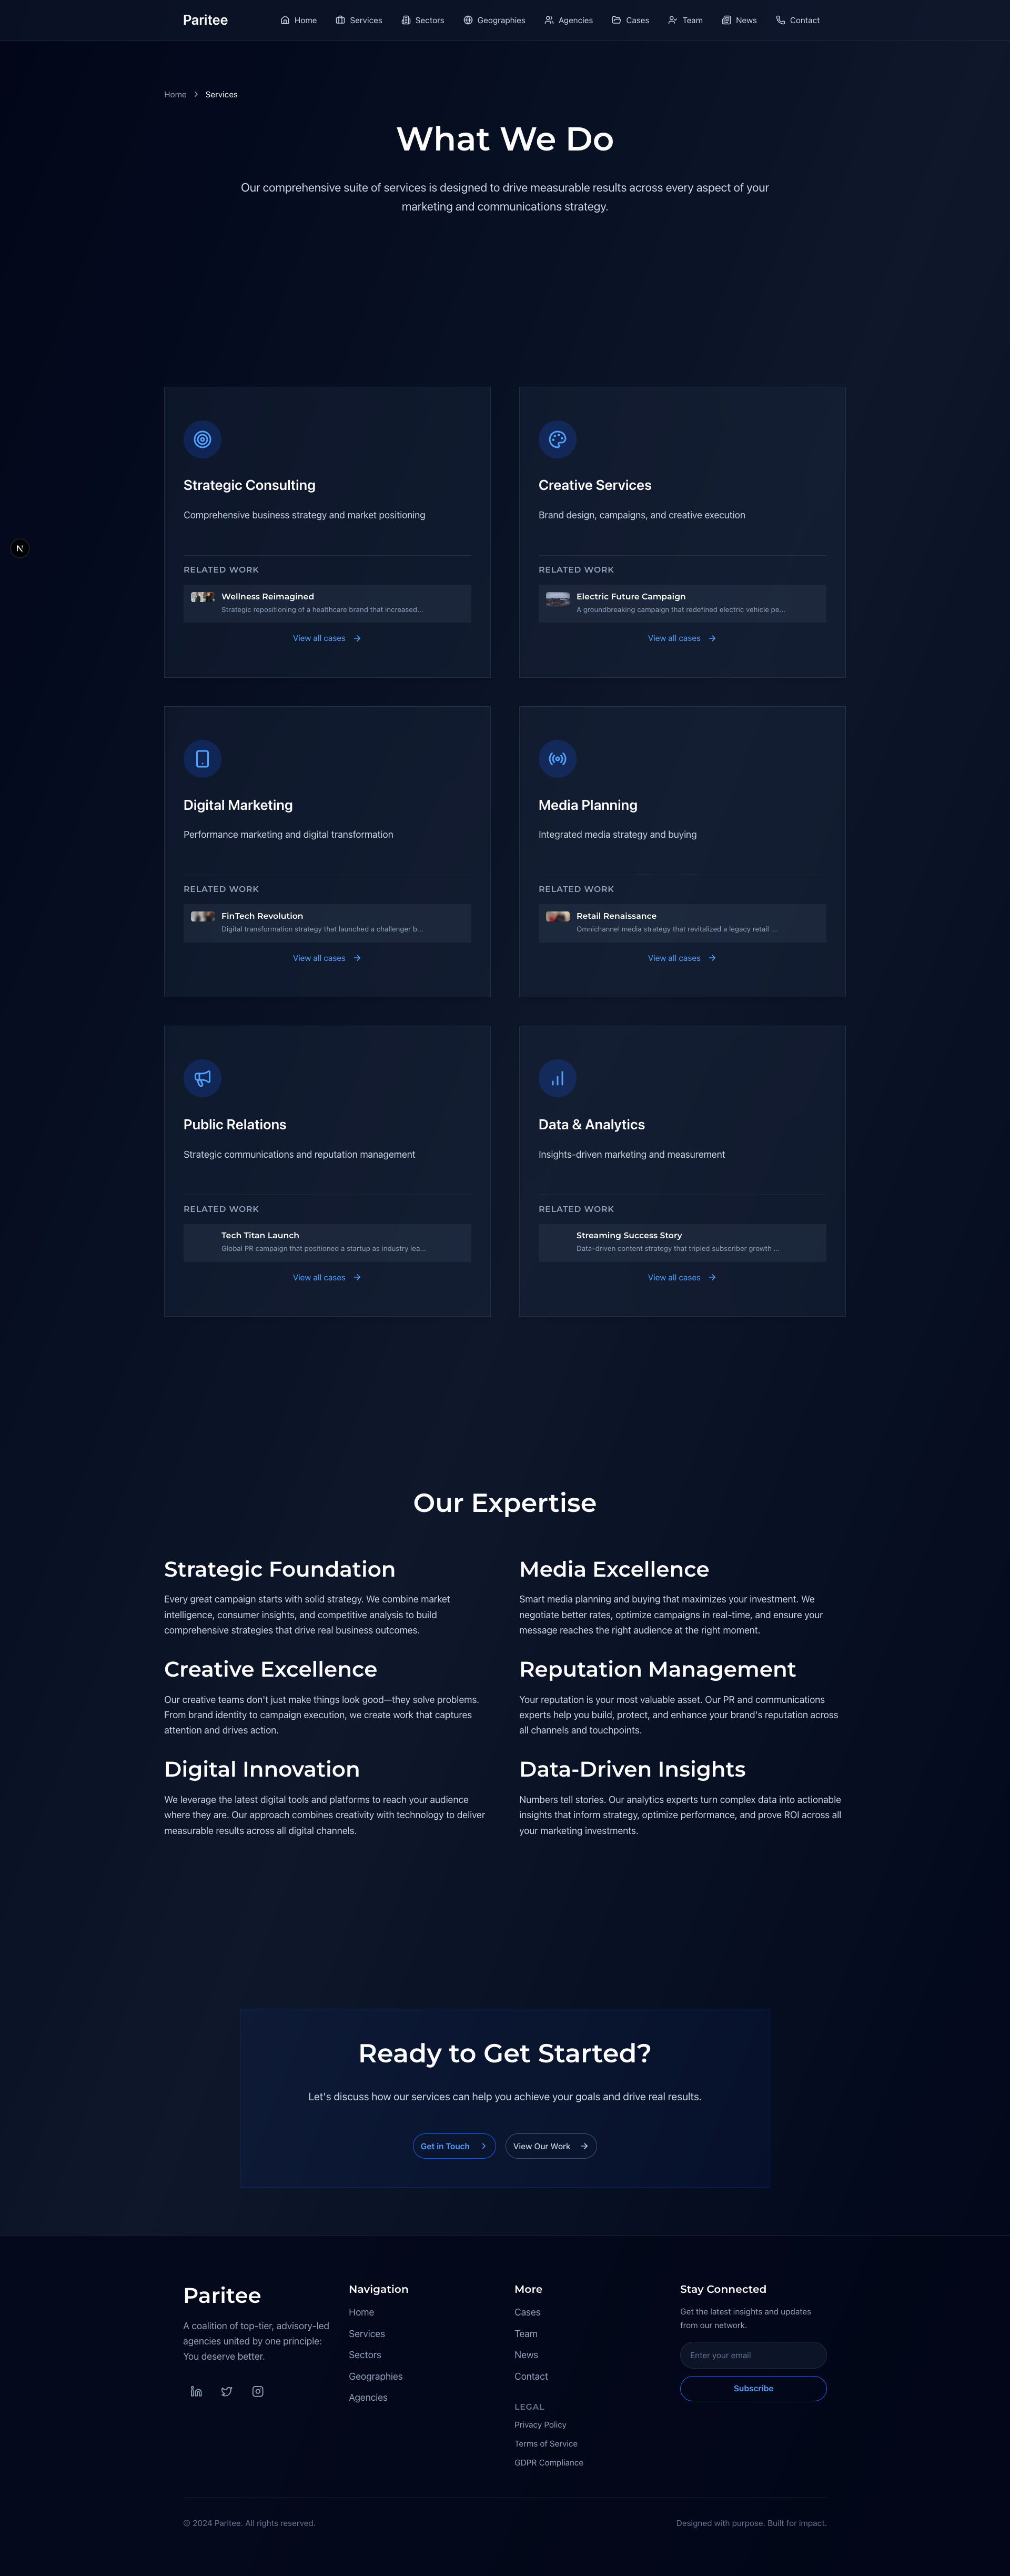 Paritee
Home
Services
Sectors
Geographies
Agencies
Cases
Team
News
Contact
Home
Services
What We Do
Our comprehensive suite of services is designed to drive measurable results across every aspect of your
marketing and communications strategy.
Strategic Consulting
Comprehensive business strategy and market positioning
RELATED WORK
Wellness Reimagined
Strategic repositioning of a healthcare brand that increased...
View all cases
Creative Services
Brand design, campaigns, and creative execution
RELATED WORK
Electric Future Campaign
A groundbreaking campaign that redefined electric vehicle pe...
View all cases
N
Digital Marketing
Performance marketing and digital transformation
RELATED WORK
FinTech Revolution
Digital transformation strategy that launched a challenger b...
View all cases
Media Planning
Integrated media strategy and buying
RELATED WORK
Retail Renaissance
Omnichannel media strategy that revitalized a legacy retail ...
View all cases
Public Relations
Strategic communications and reputation management
RELATED WORK
Tech Titan Launch
Global PR campaign that positioned a startup as industry lea...
View all cases
Data & Analytics
Insights-driven marketing and measurement
RELATED WORK
Streaming Success Story
Data-driven content strategy that tripled subscriber growth ...
View all cases
Our Expertise
Strategic Foundation
Every great campaign starts with solid strategy. We combine market
intelligence, consumer insights, and competitive analysis to build
comprehensive strategies that drive real business outcomes.
Creative Excellence
Our creative teams don't just make things look good—they solve problems.
From brand identity to campaign execution, we create work that captures
attention and drives action.
Digital Innovation
We leverage the latest digital tools and platforms to reach your audience
where they are. Our approach combines creativity with technology to deliver
measurable results across all digital channels.
Media Excellence
Smart media planning and buying that maximizes your investment. We
negotiate better rates, optimize campaigns in real-time, and ensure your
message reaches the right audience at the right moment.
Reputation Management
Your reputation is your most valuable asset. Our PR and communications
experts help you build, protect, and enhance your brand's reputation across
all channels and touchpoints.
Data-Driven Insights
Numbers tell stories. Our analytics experts turn complex data into actionable
insights that inform strategy, optimize performance, and prove ROI across all
your marketing investments.
Ready to Get Started?
Let's discuss how our services can help you achieve your goals and drive real results.
Get in Touch
View Our Work
Paritee
A coalition of top-tier, advisory-led
agencies united by one principle:
You deserve better.
Navigation
Home
Services
Sectors
Geographies
Agencies
More
Cases
Team
News
Contact
LEGAL
Privacy Policy
Terms of Service
GDPR Compliance
Stay Connected
Get the latest insights and updates
from our network.
Enter your email
Subscribe
© 2024 Paritee. All rights reserved.
Designed with purpose. Built for impact.